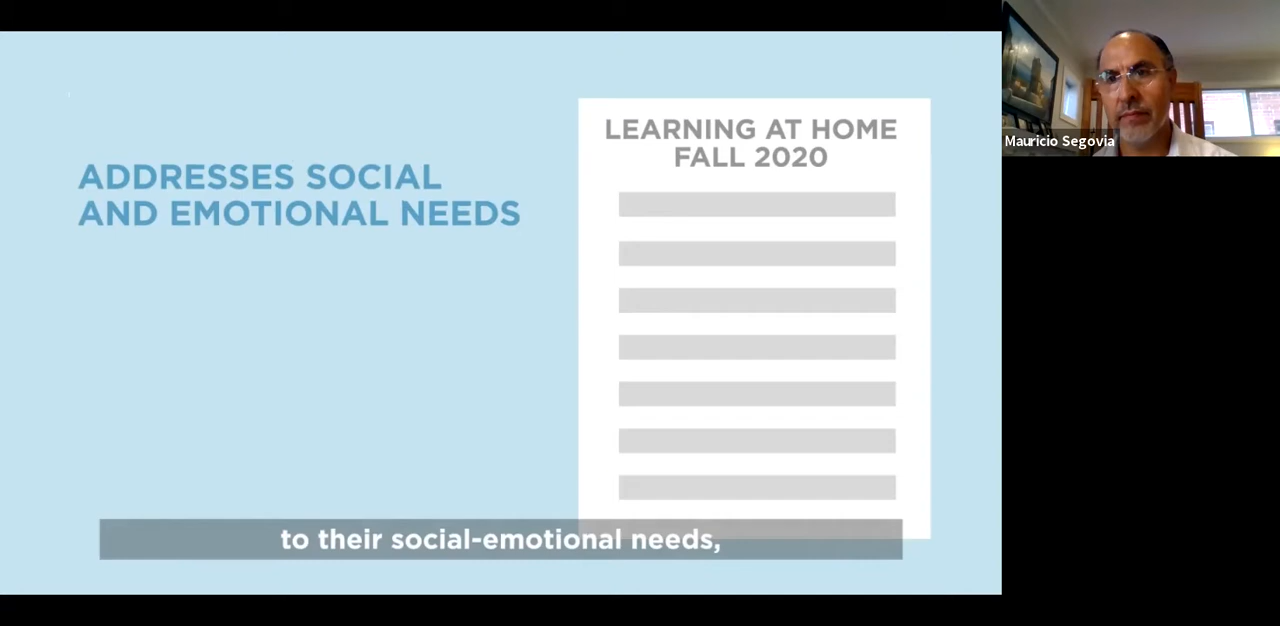 ADDRESSES SOCIAL
AND EMOTIONAL NEEDS
LEARNING AT HOME
FALL 2020
to their social-emotional needs,
Mauricio Segovia